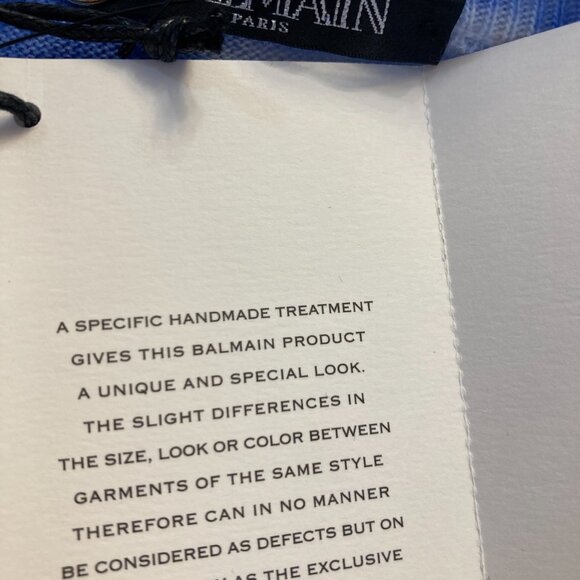 PARIS
A SPECIFIC HANDMADE TREATMENT
GIVES THIS BALMAIN PRODUCT
A UNIQUE AND SPECIAL LOOK.
THE SLIGHT DIFFERENCES IN
THE SIZE, LOOK OR COLOR BETWEEN
GARMENTS OF THE SAME STYLE
THEREFORE CAN IN NO MANNER
BE CONSIDERED AS DEFECTS BUT ON
AS THE EXCLUSIVE